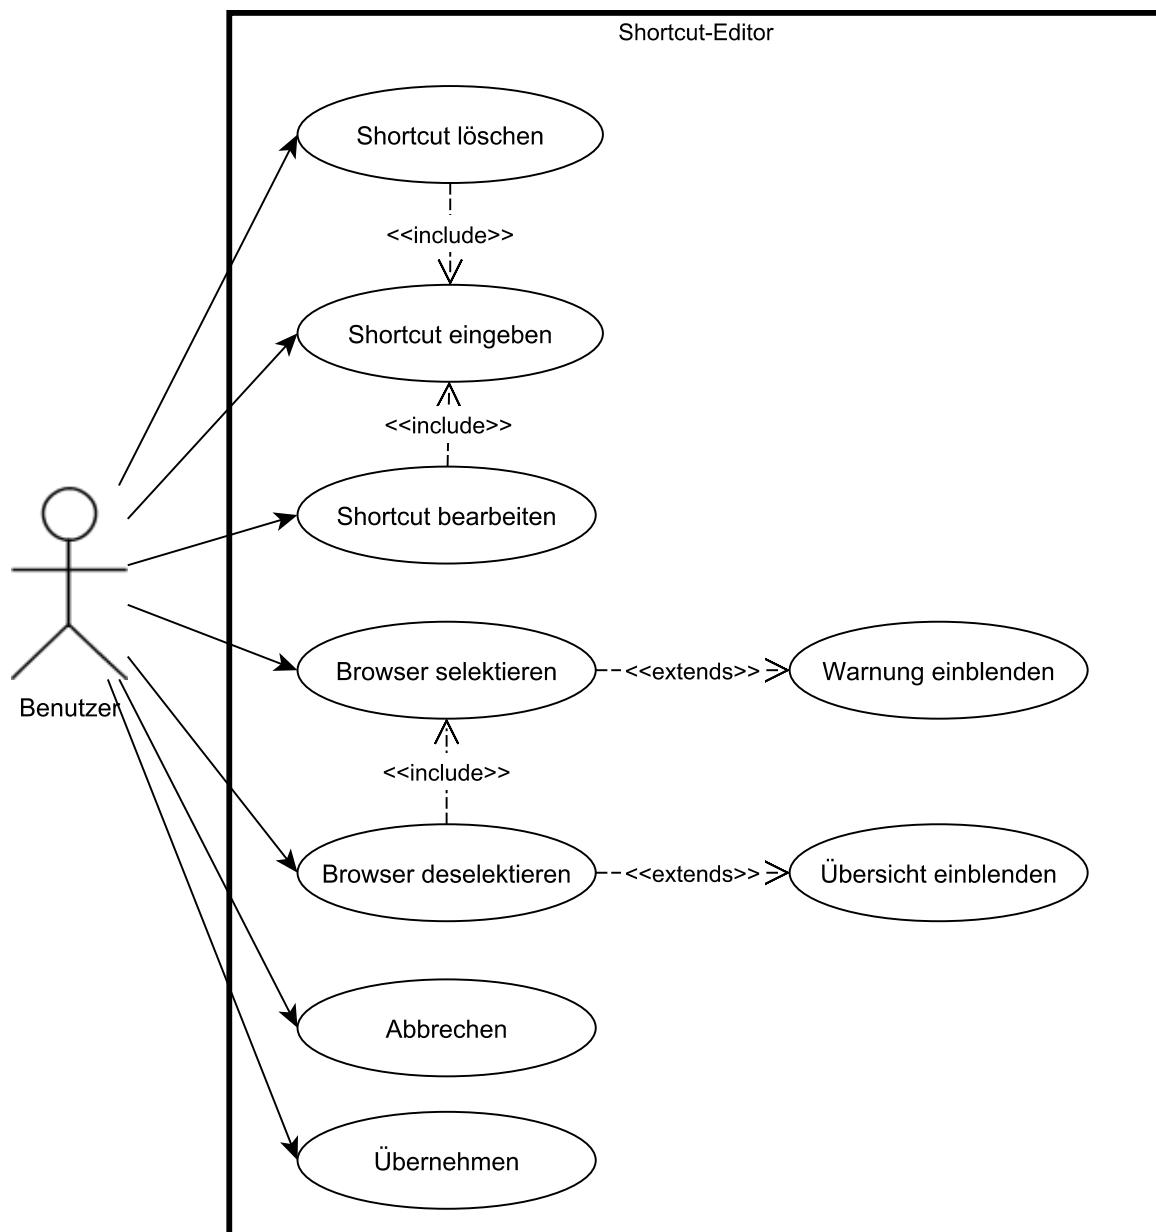 Shortcut-Editor
Shortcut löschen
<<include>>
Shortcut eingeben
<<include>>
Shortcut bearbeiten
Browser selektieren
<<extends>>
Warnung einblenden
Benutzer
<<include>>
Browser deselektieren
<<extends>>
Übersicht einblenden
Abbrechen
Übernehmen